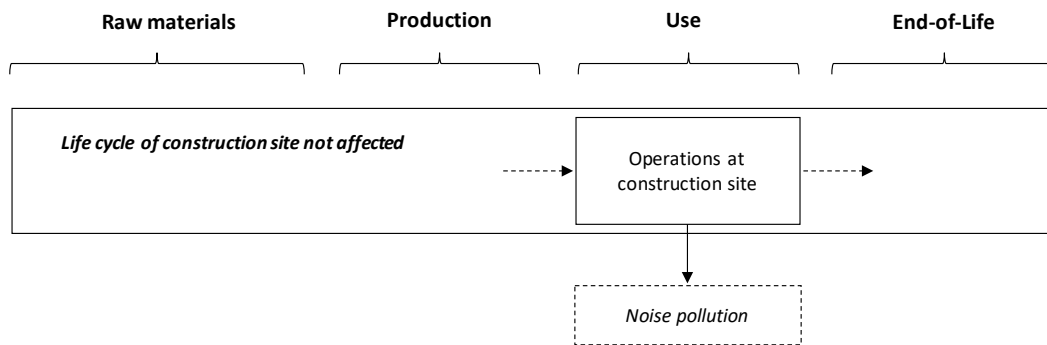 Raw materials
Production
Use
End-of-Life
Life cycle of construction site not affected
Operations at
construction site
Noise pollution